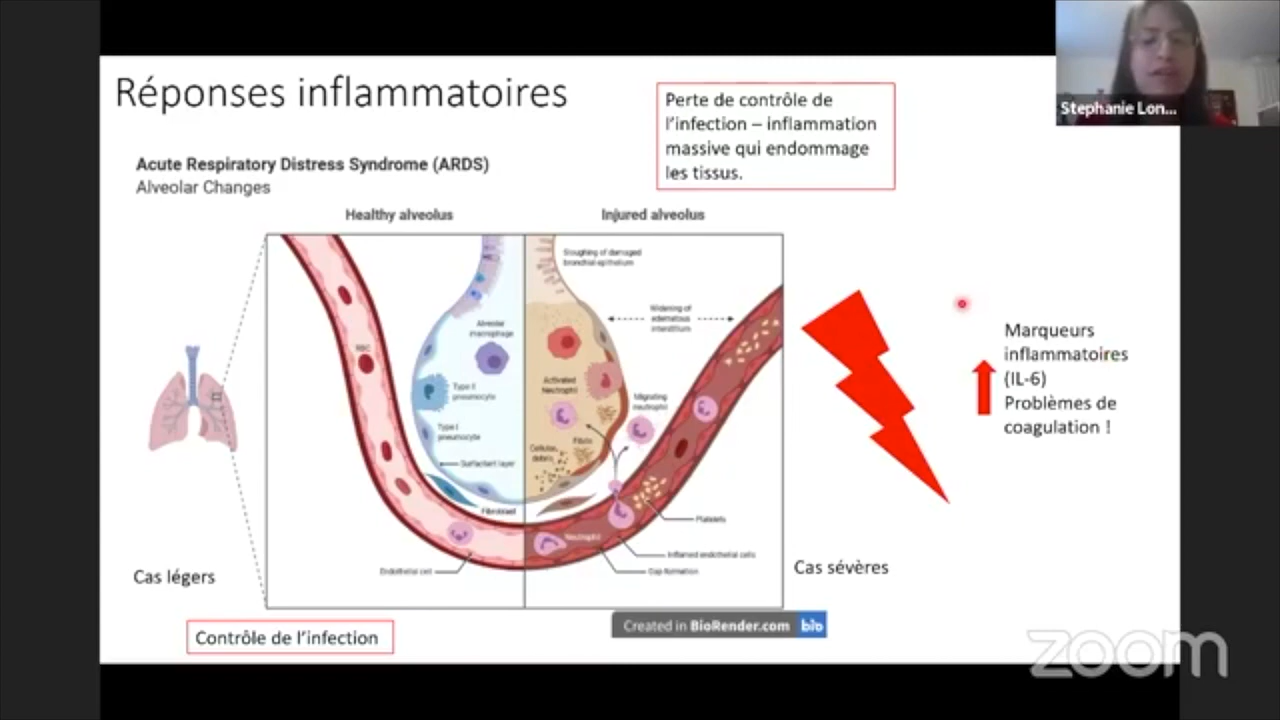 Réponses inflammatoires
Stephanie Lon...
Perte de contrôle de
l'infection – inflammation
massive qui endommage
les tissus.
Acute Respiratory Distress Syndrome (ARDS)
Alveolar Changes
Healthy alveolus
Injured alveolus
Sloughing of damaged
bronchial epithelium
Widening of
edematous
interstitium
Alveolar
macrophage
RBC
Type II
pneumocyte
Activated
Neutrophil
Migrating
neutrophil
Type I
pneumocyte
Fibrin
Cellular
debris
Surfactant layer
Fibroblast
Platelets
Neutrophil
Inflamed endothelial cells
Endothelial cell
Gap formation
Marqueurs
inflammatoires
(IL-6)
Problèmes de
coagulation !
Cas légers
Cas sévères
Contrôle de l'infection
Created in BioRender.com bio
zoom